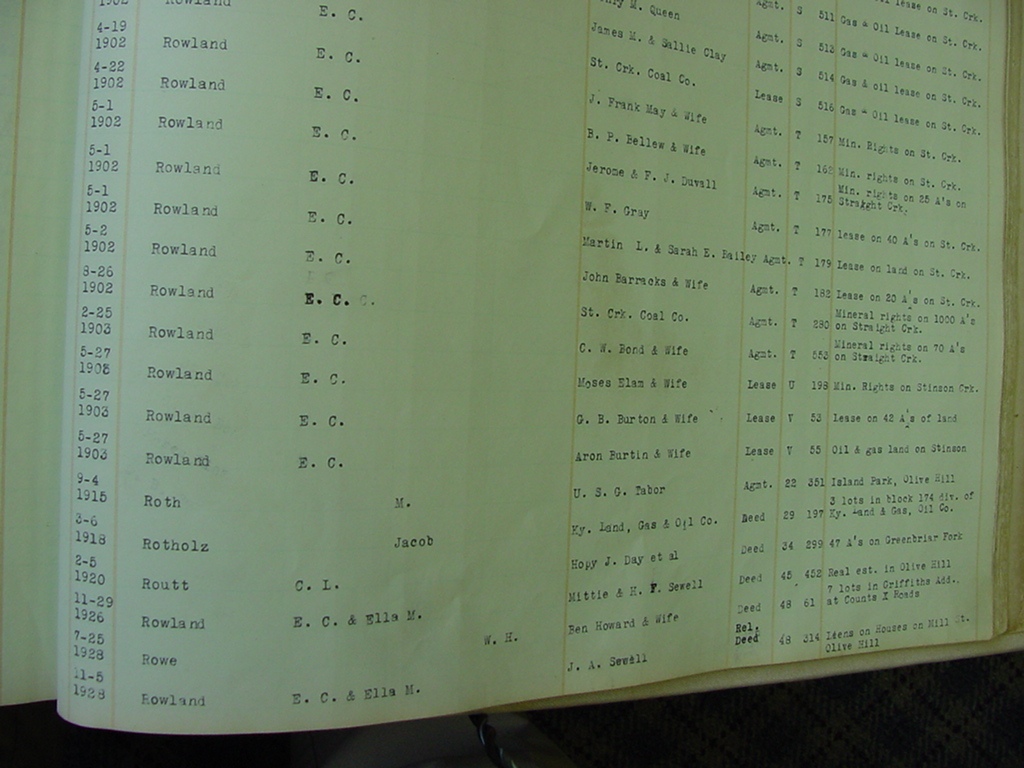 Agmt. S 511 Gas & Oil lease on St. Crk.
M. Queen Agmt. S 513 Gas & Oil lease on St. Crk.
James M. & Sallie Clay Agmt. S 514 Gas & oil lease on St. Crk.
1902 Rowland E. C. St. Crk. Coal Co. Lease S 516 Gas & Oil lease on St. Crk.
4-19
1902 Rowland E. C. J. Frank May & Wife Agmt. T 157 Min. Rights on St. Crk.
4-22
1902 Rowland E. C. B. P. Bellew & Wife Agmt. T 162 Min. rights on St. Crk.
5-1 Min. rights on 25 A's on
1902 Rowland E. C. Jerome & F. J. Duvall Agmt. T 175 Straight Crk.
5-1
1902 Rowland E. C. W. F. Gray Agmt. T 177 lease on 40 A's on St. Crk.
5-1
1902 Rowland E. C. Martin L. & Sarah E. Bailey Agmt. T 179 Lease on land on St. Crk.
5-2
1902 Rowland E. C. John Barracks & Wife Agmt. T 182 Lease on 20 A's on St. Crk.
8-26 Mineral rights on 1000 A's
1902 Rowland E. C. C. St. Crk. Coal Co. Agmt. T 280 on Straight Crk.
2-25 Mineral rights on 70 A's
1903 Rowland E. C. C. W. Bond & Wife Agmt. T 553 on Straight Crk.
5-27
1903 Rowland E. C. Moses Elam & Wife Lease U 198 Min. Rights on Stinson Crk.
5-27
1903 Rowland E. C. G. B. Burton & Wife Lease V 53 Lease on 42 A's of land
5-27
1903 Rowland E. C. Aron Burtin & Wife Lease V 55 Oil & gas land on Stinson
9-4
1915 Roth M. U. S. G. Tabor Agmt. 22 351 Island Park, Olive Hill
3-6 3 lots in block 174 div. of
1918 Rotholz Jacob Ky. Land, Gas & Oil Co. Deed 29 197 Ky. Land & Gas, Oil Co.
2-5
1920 Routt C. L. Hopy J. Day et al Deed 34 299 47 A's on Greenbriar Fork
11-29
1926 Rowland E. C. & Ella M. Mittie & H. F. Sewell Deed 45 452 Real est. in Olive Hill
7-25 7 lots in Griffiths Add.
1928 Rowe W. H. Ben Howard & Wife Deed 48 61 at Counts X Roads
11-5 Rel.
1928 Rowland E. C. & Ella M. J. A. Sewell Deed 48 314 Liens on Houses on Mill St.
Olive Hill